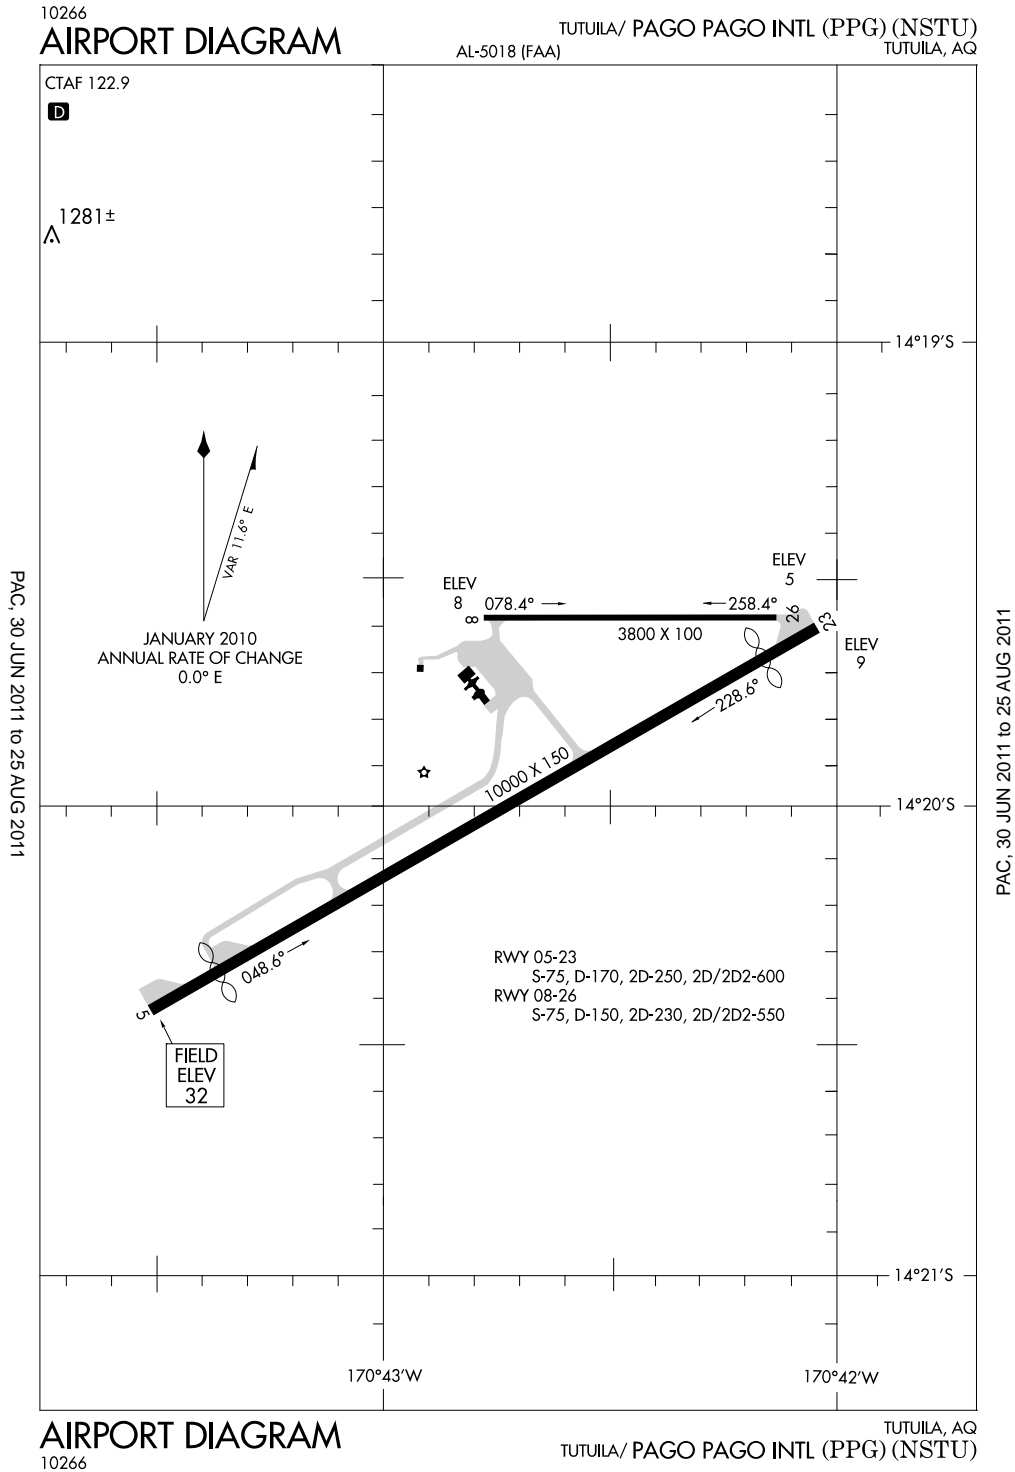 10266
AIRPORT DIAGRAM
AL-5018 (FAA)
TUTUILA/ PAGO PAGO INTL (PPG) (NSTU)
TUTUILA, AQ
CTAF 122.9
D
1281±
14°19'S
VAR 11.6° E
JANUARY 2010
ANNUAL RATE OF CHANGE
0.0° E
ELEV
8
8
078.4°
258.4°
3800 X 100
ELEV
5
26
23
ELEV
9
228.6°
10000 X 150
14°20'S
048.6°
5
FIELD
ELEV
32
RWY 05-23
S-75, D-170, 2D-250, 2D/2D2-600
RWY 08-26
S-75, D-150, 2D-230, 2D/2D2-550
14°21'S
170°43'W
170°42'W
PAC, 30 JUN 2011 to 25 AUG 2011
PAC, 30 JUN 2011 to 25 AUG 2011
AIRPORT DIAGRAM
10266
TUTUILA, AQ
TUTUILA/ PAGO PAGO INTL (PPG) (NSTU)